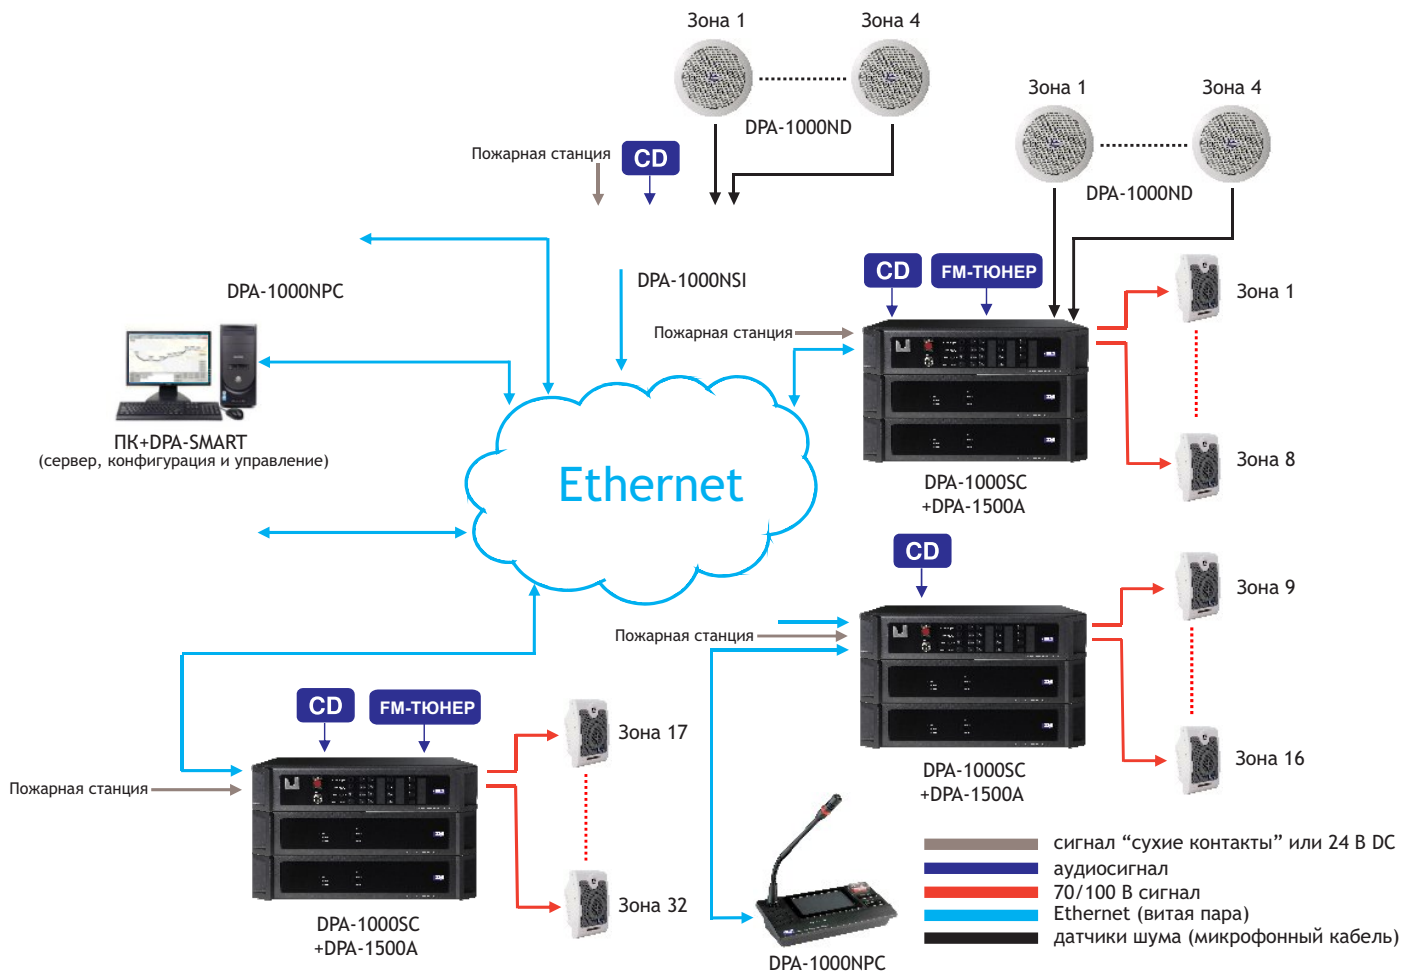 Зона 1
Зона 4
DPA-1000ND
Зона 1
Зона 4
DPA-1000ND
Пожарная станция
CD
DPA-1000NPC
DPA-1000NSI
CD
FM-ТЮНЕР
Пожарная станция
Зона 1
ПК+DPA-SMART
(сервер, конфигурация и управление)
Ethernet
Зона 8
DPA-1000SC
+DPA-1500A
CD
Зона 9
Пожарная станция
Зона 16
DPA-1000SC
+DPA-1500A
CD
FM-ТЮНЕР
Зона 17
Пожарная станция
Зона 32
DPA-1000SC
+DPA-1500A
DPA-1000NPC
сигнал “сухие контакты” или 24 В DC
аудиосигнал
70/100 В сигнал
Ethernet (витая пара)
датчики шума (микрофонный кабель)